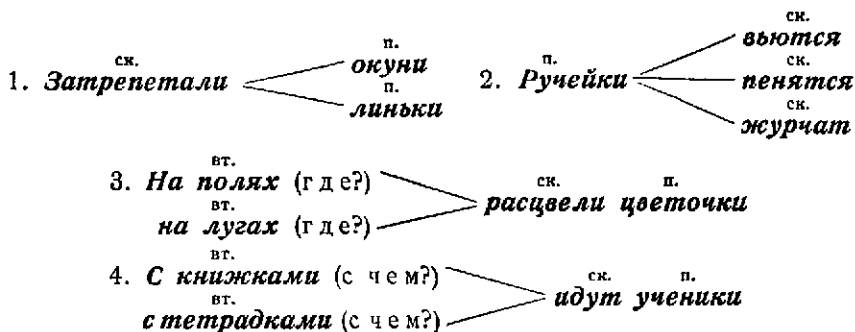 ск. п. п. ск.
1. Затрепетали окуни линьки 2. Ручейки вьются
ск.
пенятся
ск.
журчат
п.
вт.
3. На полях (где?)
вт.
на лугах (где?)
ск. п.
расцвели цветочки
вт.
4. С книжками (с чем?)
вт.
с тетрадками (с чем?)
ск. п.
идут ученики